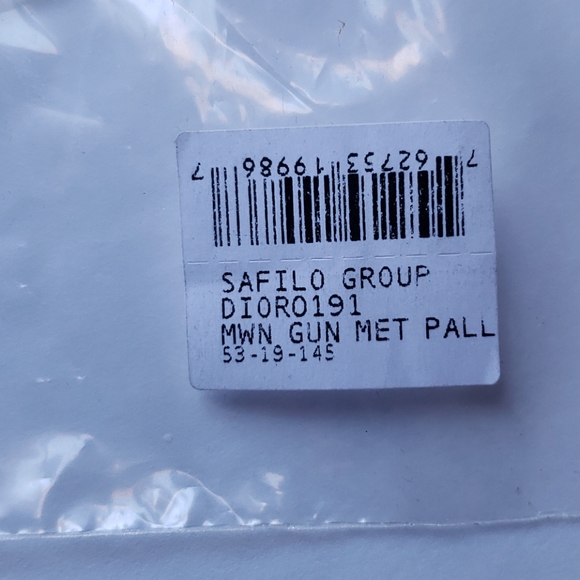 7 62753 19986 7
SAFILO GROUP
DIOR0191
MWN GUN MET PALL
53-19-145